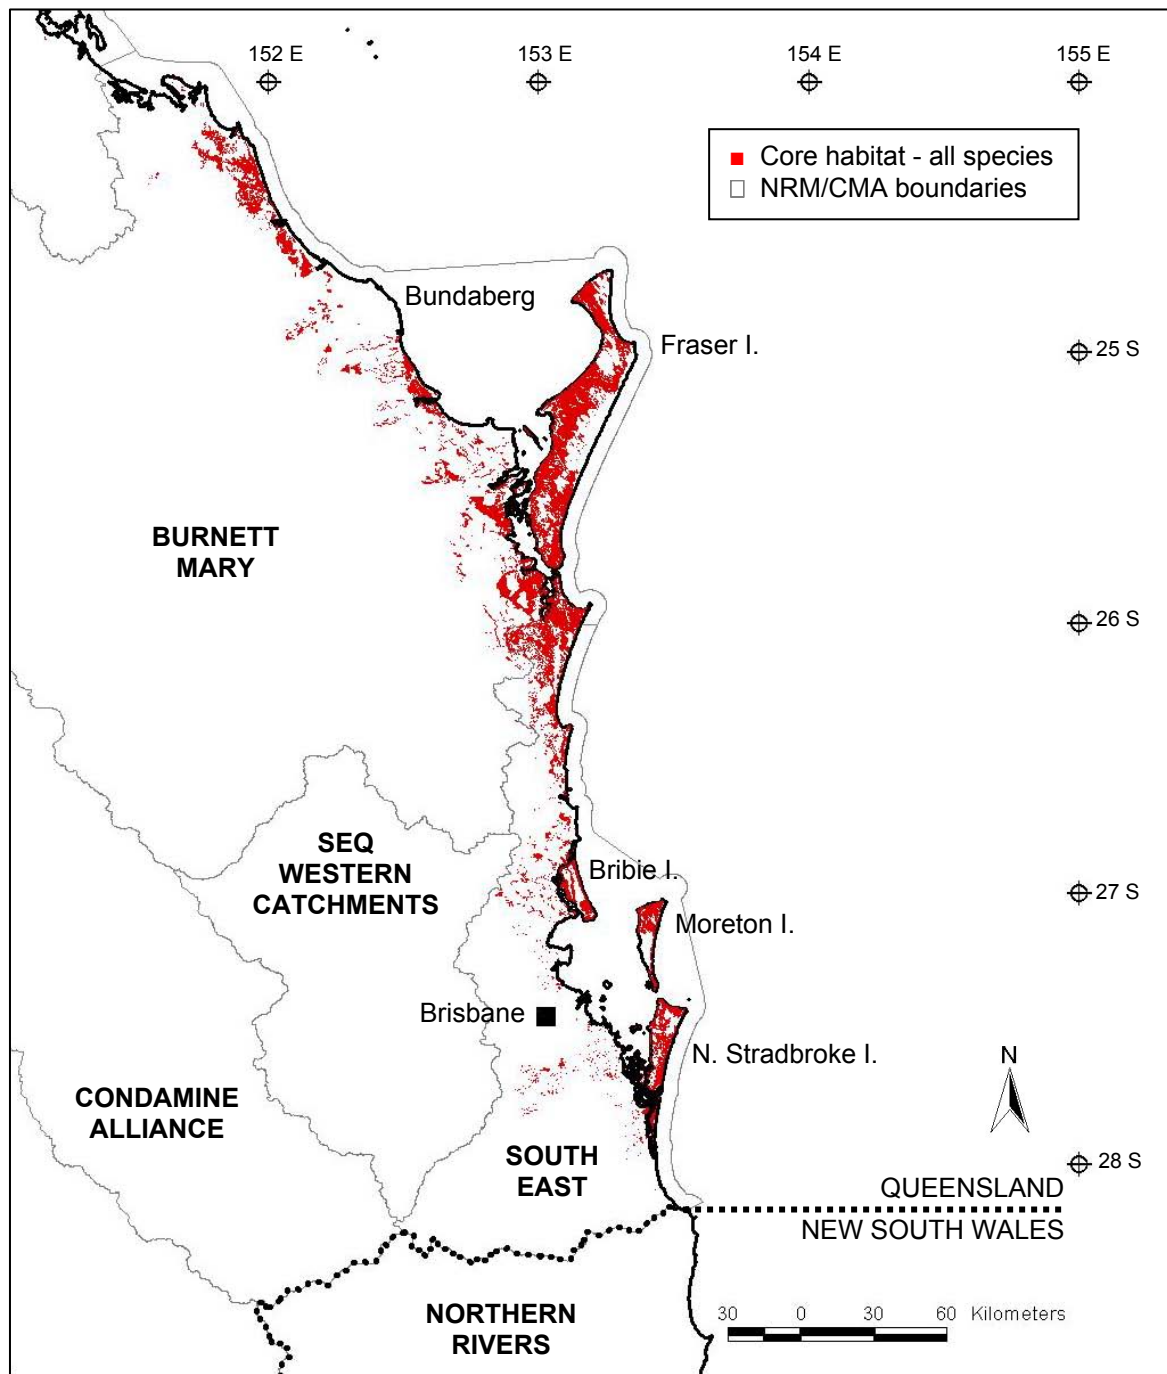 152 E
153 E
154 E
155 E
Core habitat - all species
NRM/CMA boundaries
Bundaberg
Fraser I.
25 S
BURNETT
MARY
26 S
SEQ
WESTERN
CATCHMENTS
Bribie I.
27 S
Moreton I.
Brisbane
N. Stradbroke I.
N
CONDAMINE
ALLIANCE
SOUTH
EAST
28 S
QUEENSLAND
NEW SOUTH WALES
NORTHERN
RIVERS
30 0 30 60 Kilometers